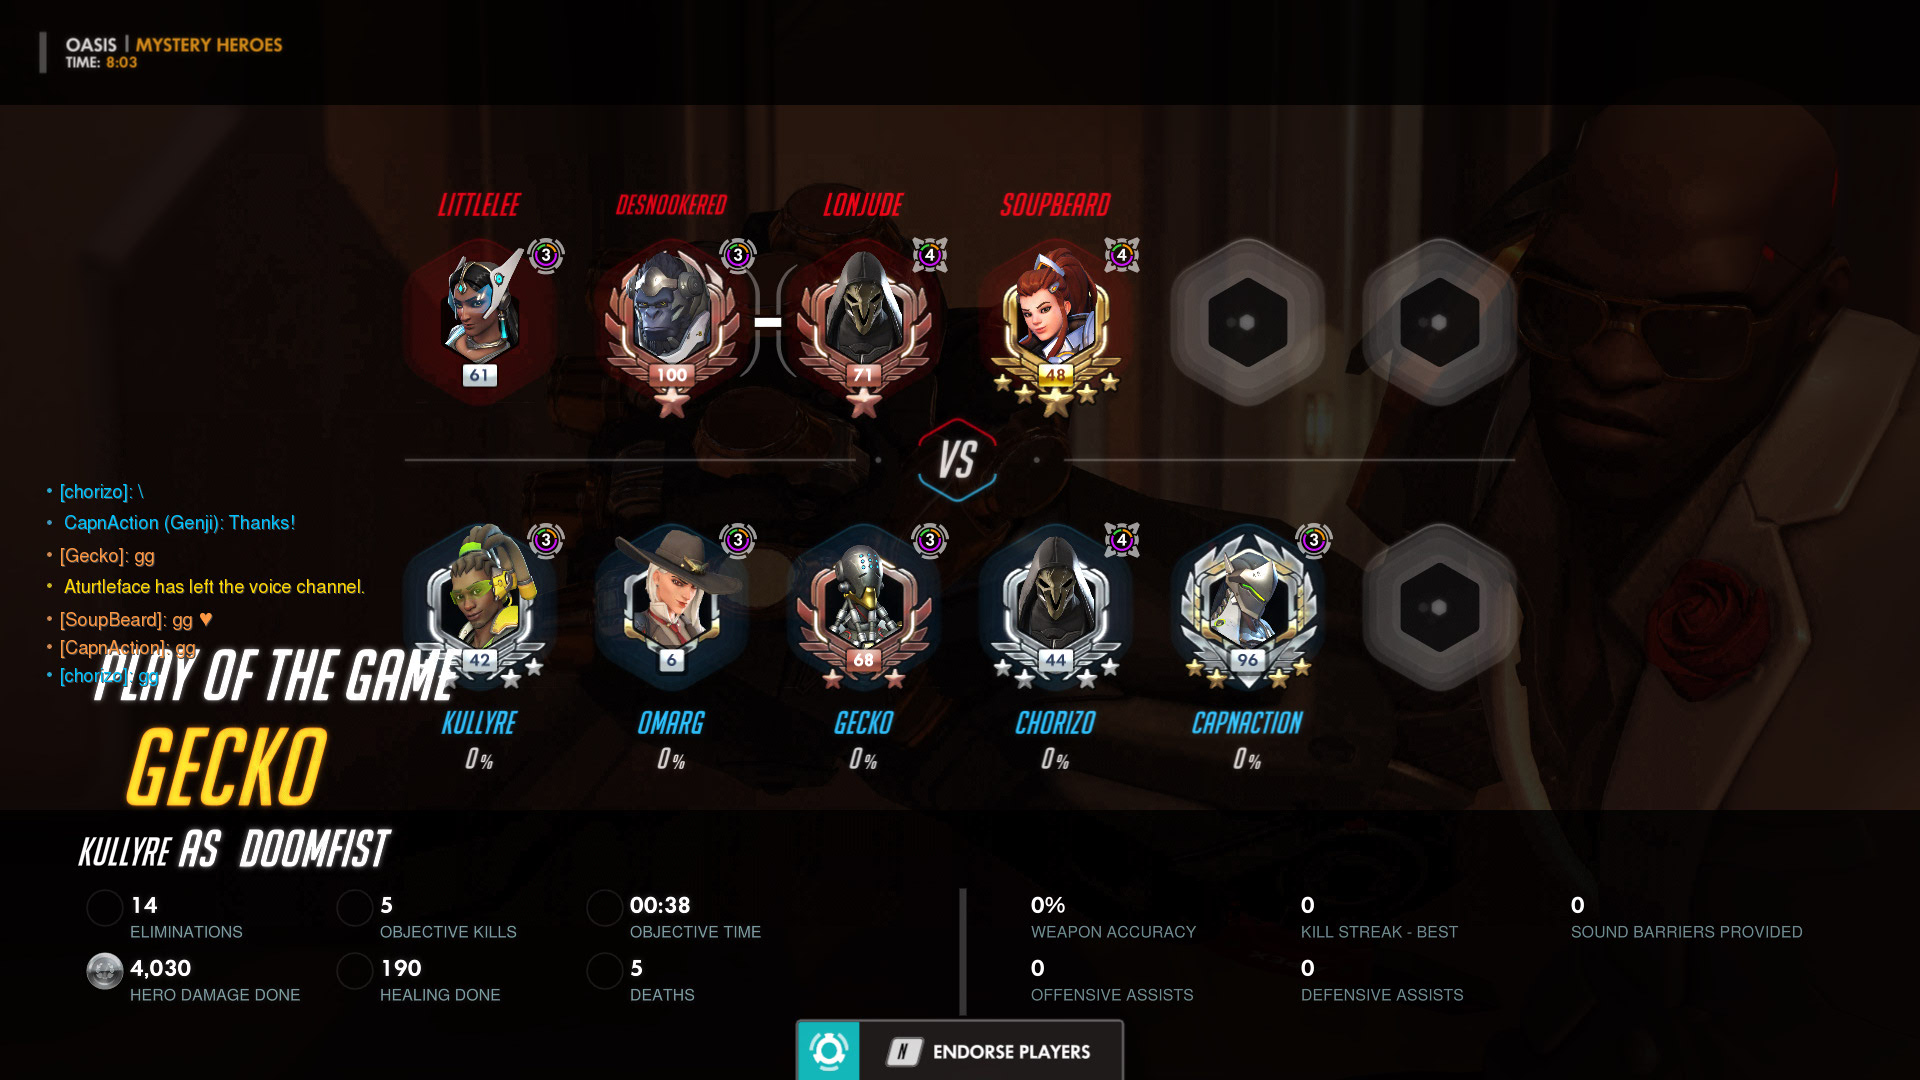 OASIS | MYSTERY HEROES
TIME: 8:03
LITTLELEE DESNOOKERED LONJUDE SOUPBEARD
3 3 4 4
61 100 71 48
VS
• [chorizo]: \
• CapnAction (Genji): Thanks!
• [Gecko]: gg
• Aturtleface has left the voice channel.
• [SoupBeard]: gg ♥
• [CapnAction]: gg
• [chorizo]: gg
3 3 3 4 3
42 6 68 44 96
KULLYRE OMARG GECKO CHORIZO CAPNACTION
0% 0% 0% 0% 0%
PLAY OF THE GAME
GECKO
KULLYRE AS DOOMFIST
14 5 00:38 0% 0 0
ELIMINATIONS OBJECTIVE KILLS OBJECTIVE TIME WEAPON ACCURACY KILL STREAK - BEST SOUND BARRIERS PROVIDED
4,030 190 5 0 0
HERO DAMAGE DONE HEALING DONE DEATHS OFFENSIVE ASSISTS DEFENSIVE ASSISTS
N ENDORSE PLAYERS